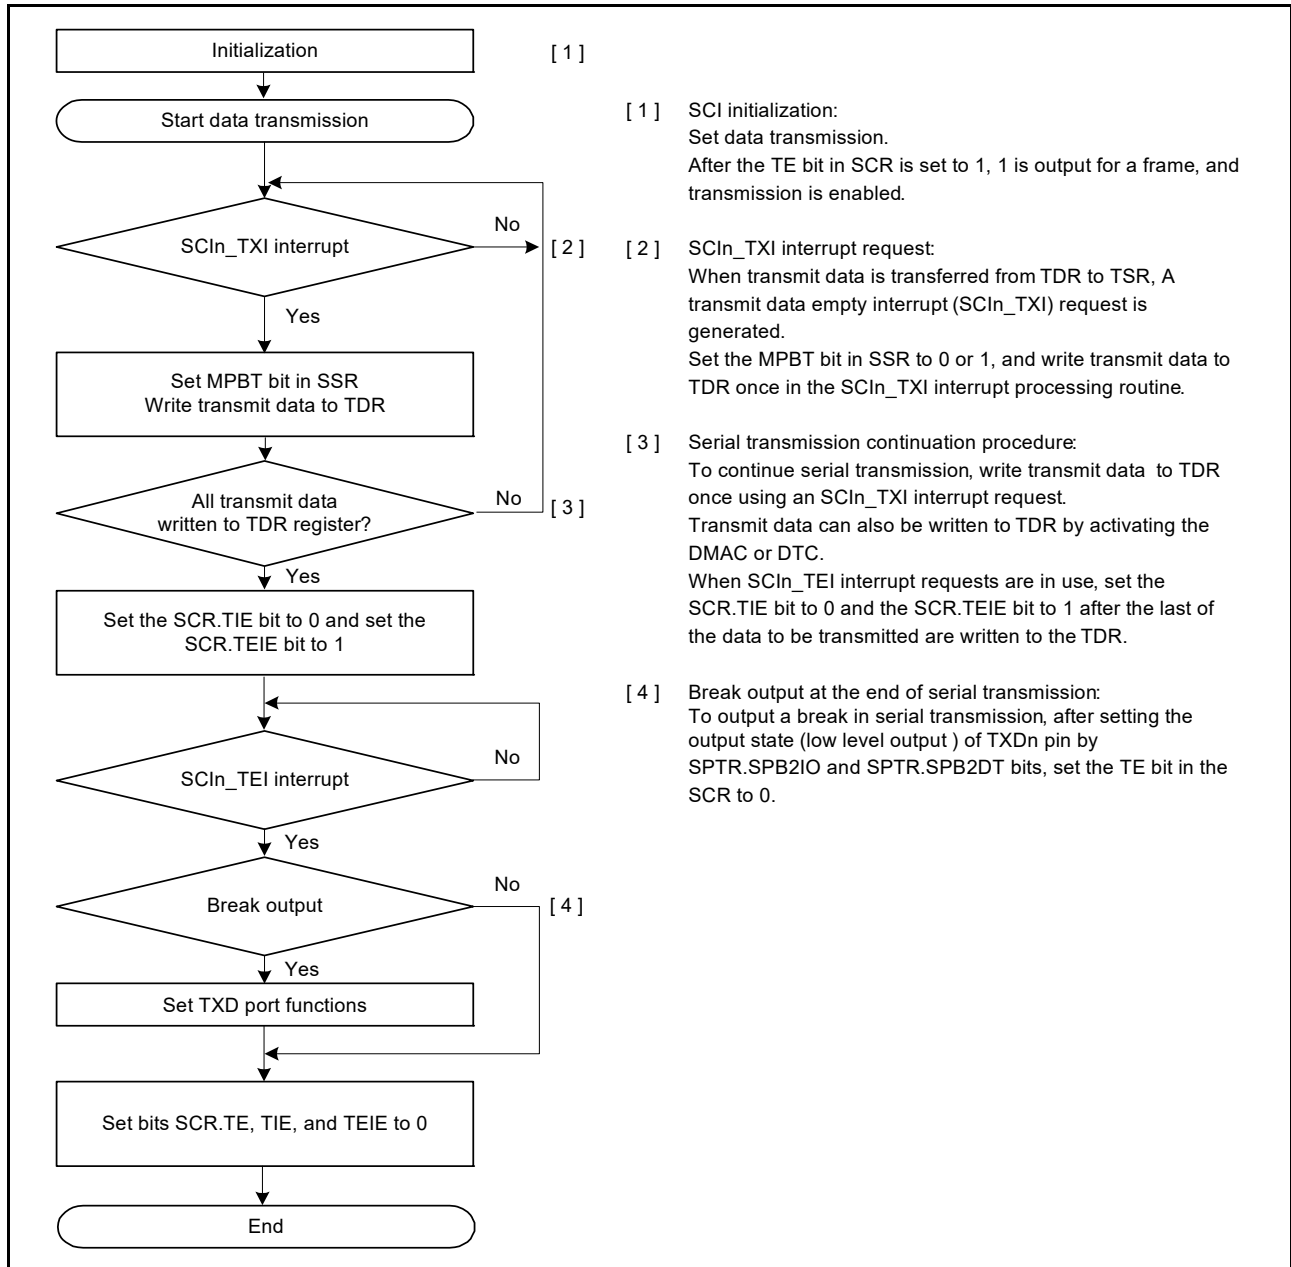 Initialization
[ 1 ]
Start data transmission
SCIn_TXI interrupt
No
[ 2 ]
Yes
Set MPBT bit in SSR
Write transmit data to TDR
All transmit data
written to TDR register?
No
[ 3 ]
Yes
Set the SCR.TIE bit to 0 and set the
SCR.TEIE bit to 1
SCIn_TEI interrupt
No
Yes
Break output
No
[ 4 ]
Yes
Set TXD port functions
Set bits SCR.TE, TIE, and TEIE to 0
End
[ 1 ] SCI initialization:
Set data transmission.
After the TE bit in SCR is set to 1, 1 is output for a frame, and
transmission is enabled.
[ 2 ] SCIn_TXI interrupt request:
When transmit data is transferred from TDR to TSR, A
transmit data empty interrupt (SCIn_TXI) request is
generated.
Set the MPBT bit in SSR to 0 or 1, and write transmit data to
TDR once in the SCIn_TXI interrupt processing routine.
[ 3 ] Serial transmission continuation procedure:
To continue serial transmission, write transmit data to TDR
once using an SCIn_TXI interrupt request.
Transmit data can also be written to TDR by activating the
DMAC or DTC.
When SCIn_TEI interrupt requests are in use, set the
SCR.TIE bit to 0 and the SCR.TEIE bit to 1 after the last of
the data to be transmitted are written to the TDR.
[ 4 ] Break output at the end of serial transmission:
To output a break in serial transmission, after setting the
output state (low level output ) of TXDn pin by
SPTR.SPB2IO and SPTR.SPB2DT bits, set the TE bit in the
SCR to 0.